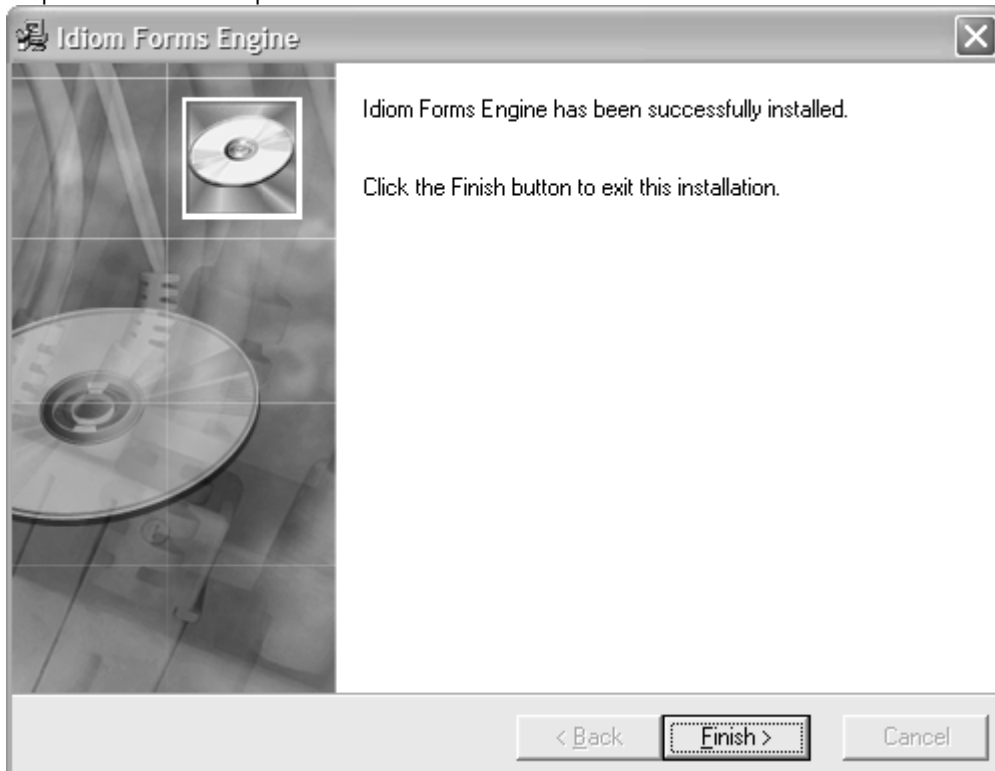 Idiom Forms Engine
Idiom Forms Engine has been successfully installed.
Click the Finish button to exit this installation.
< Back
Finish >
Cancel